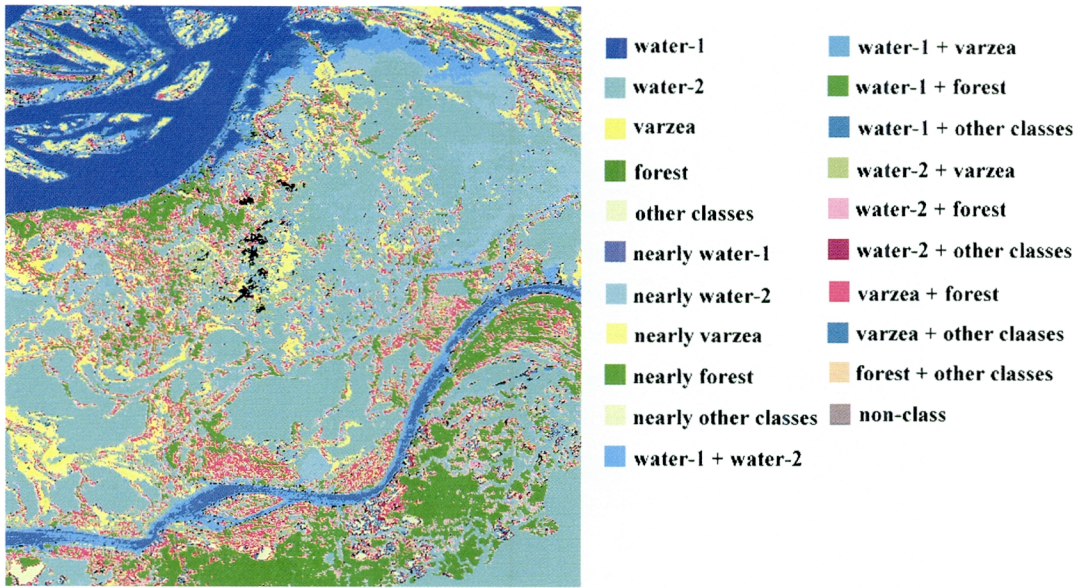 water-1
water-2
varzea
forest
other classes
nearly water-1
nearly water-2
nearly varzea
nearly forest
nearly other classes
water-1 + water-2
water-1 + varzea
water-1 + forest
water-1 + other classes
water-2 + varzea
water-2 + forest
water-2 + other classes
varzea + forest
varzea + other claases
forest + other classes
non-class